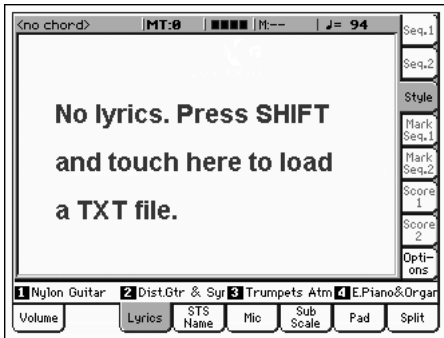 <no chord> MT:0 M:-- ♩= 94
Seq.1
Seq.2
Style
Mark
Seq.1
Mark
Seq.2
Score
1
Score
2
Opti-
ons
No lyrics. Press SHIFT
and touch here to load
a TXT file.
1 Nylon Guitar 2 Dist.Gtr & Syr 3 Trumpets Atm 4 E.Piano&Organ
Volume Lyrics STS Name Mic Sub Scale Pad Split